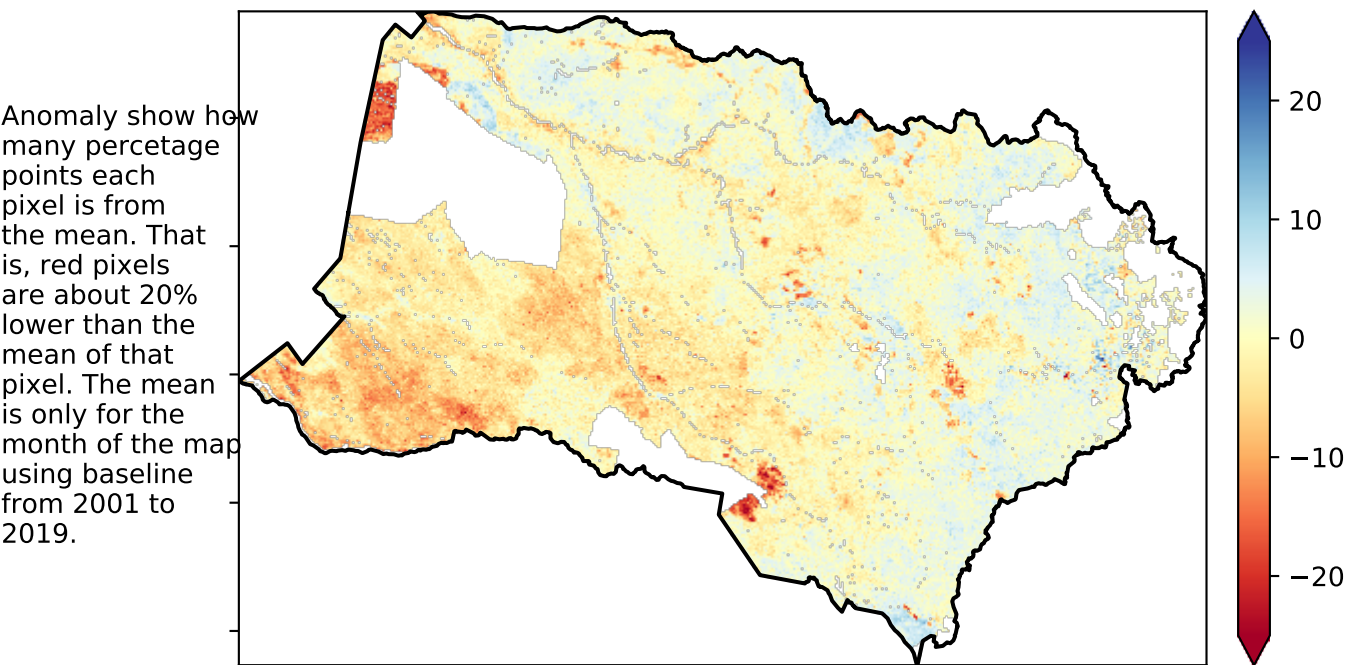 Anomaly show how
many percetage
points each
pixel is from
the mean. That
is, red pixels
are about 20%
lower than the
mean of that
pixel. The mean
is only for the
month of the map
using baseline
from 2001 to
2019.
20
10
0
−10
−20